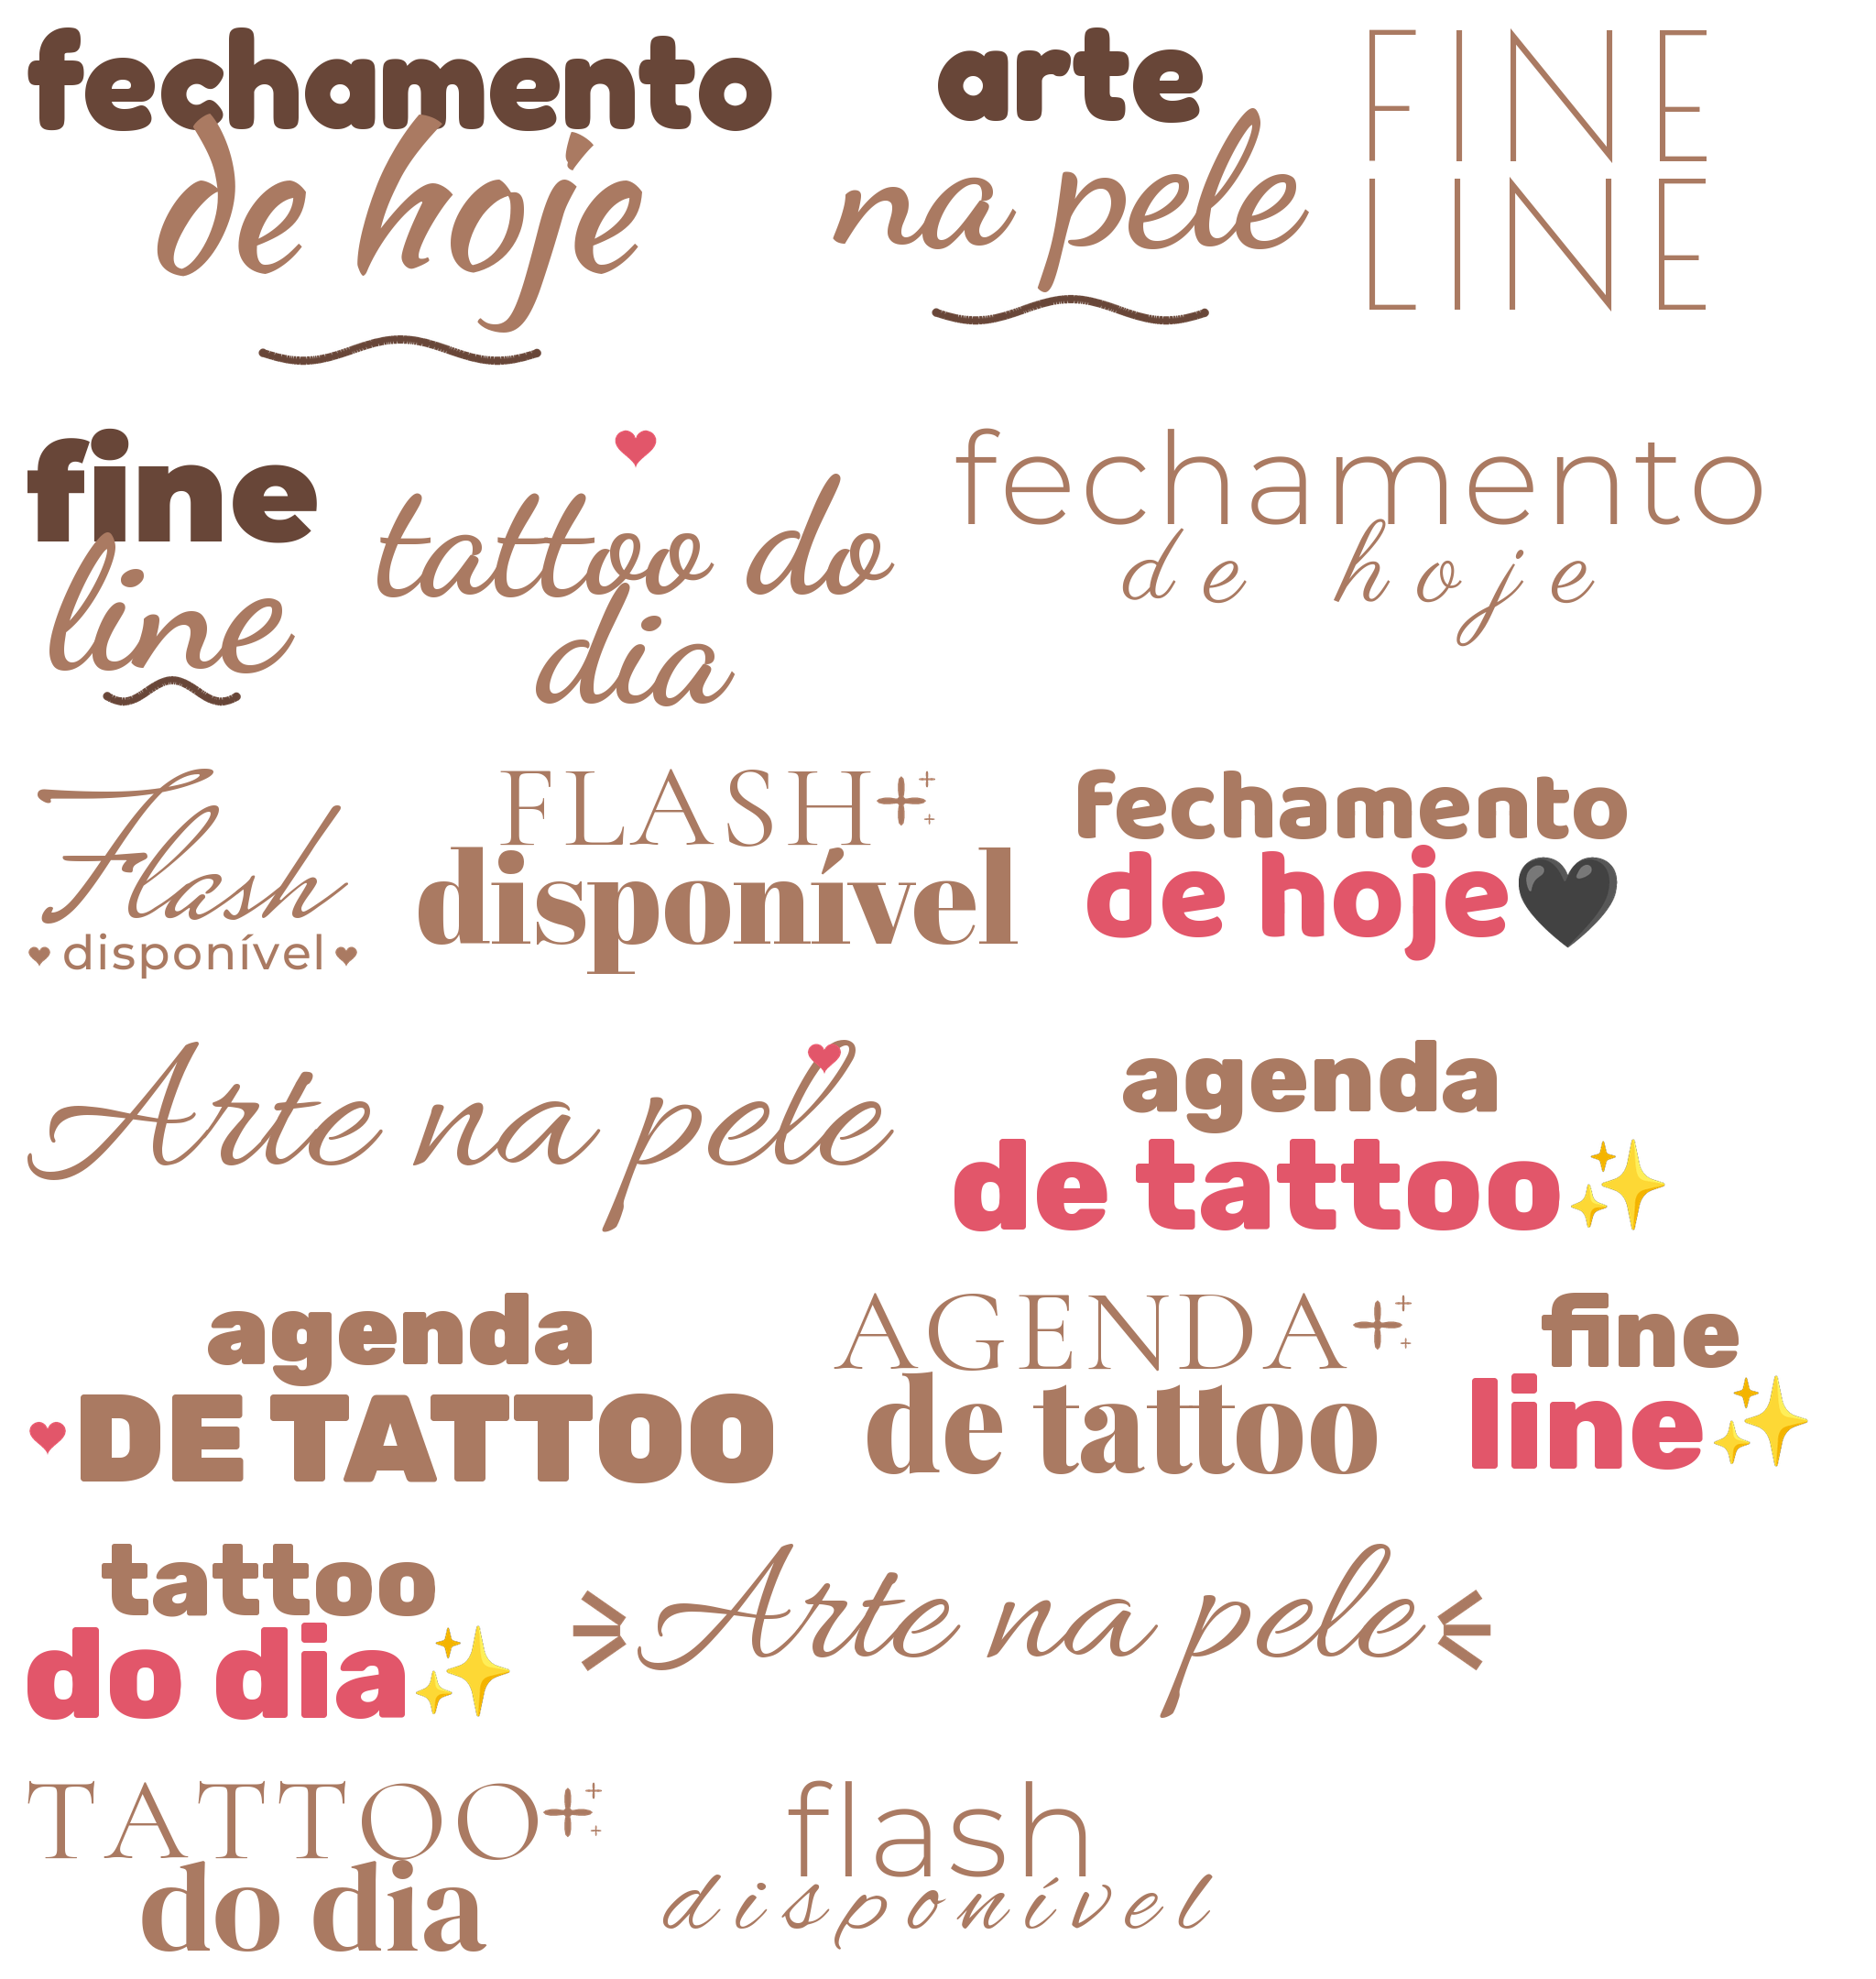 fechamento
de hoje
arte
na pele
FINE
LINE
fine
line
tattoo do
dia
fechamento
de hoje
Flash
disponível
FLASH
disponível
fechamento
de hoje🖤
Arte na pele
agenda
de tattoo✨
agenda
DE TATTOO
AGENDA
de tattoo
fine
line✨
tattoo
do dia✨
Arte na pele
TATTOO
do dia
flash
disponível